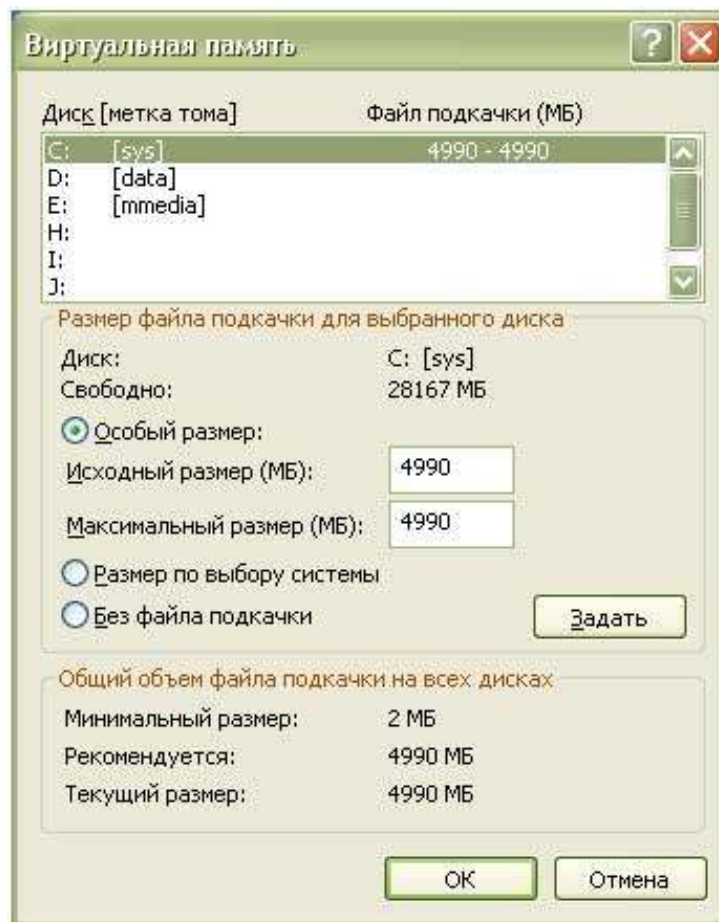 Виртуальная память
Диск [метка тома] Файл подкачки (МБ)
C: [sys] 4990 - 4990
D: [data]
E: [mmedia]
H:
I:
J:
Размер файла подкачки для выбранного диска
Диск: C: [sys]
Свободно: 28167 МБ
Особый размер:
Исходный размер (МБ): 4990
Максимальный размер (МБ): 4990
Размер по выбору системы
Без файла подкачки Задать
Общий объем файла подкачки на всех дисках
Минимальный размер: 2 МБ
Рекомендуется: 4990 МБ
Текущий размер: 4990 МБ
ОК Отмена